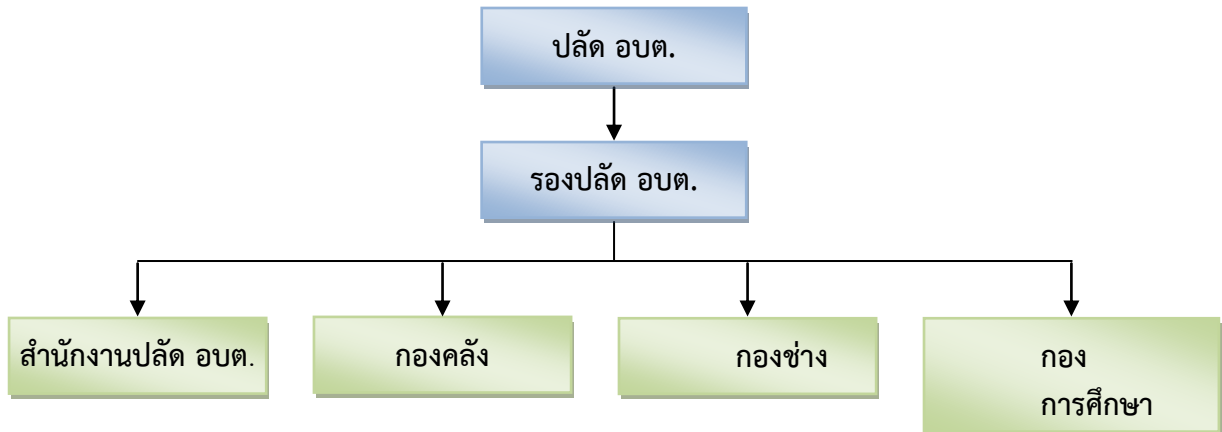 ปลัด อบต.
รองปลัด อบต.
สำนักงานปลัด อบต.
กองคลัง
กองช่าง
กอง
การศึกษา